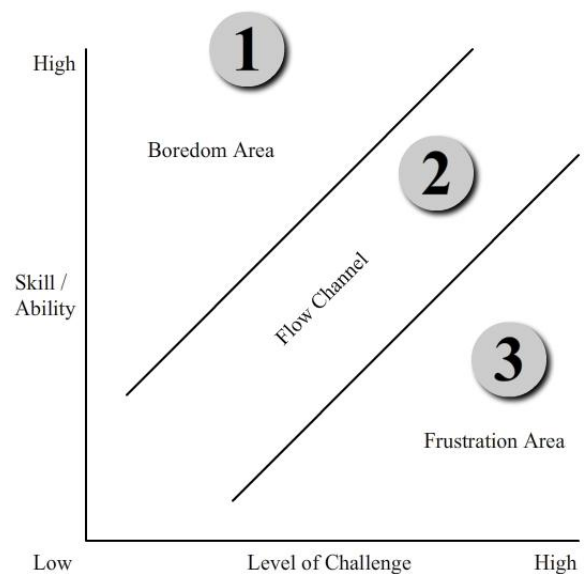 1
High
Boredom Area
2
Skill /
Ability
Flow Channel
3
Frustration Area
Low
Level of Challenge
High